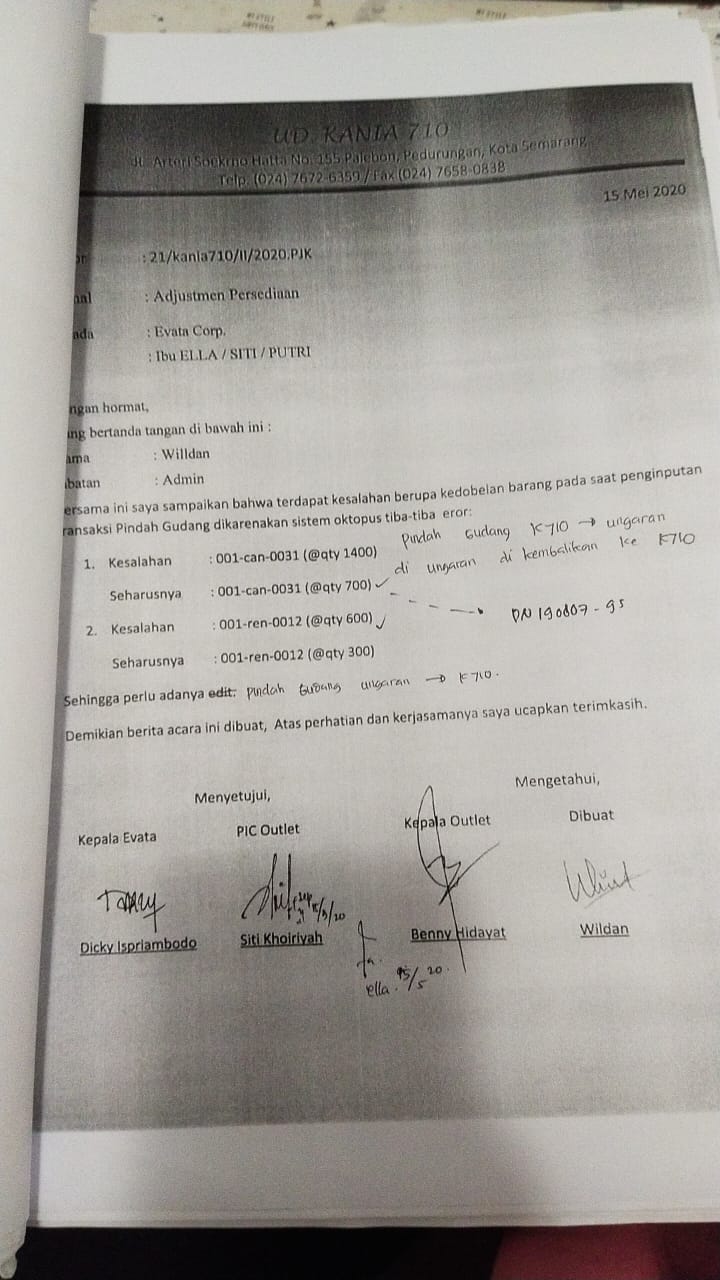 UD. KANIA 710
Jl. Arteri Soekrno Hatta No. 155 Palebon, Pedurungan, Kota Semarang
Telp. (024) 7672-6359 / Fax (024) 7658-0838
15 Mei 2020
or : 21/kania710/II/2020.PJK
nal : Adjustmen Persediaan
ada : Evata Corp.
: Ibu ELLA / SITI / PUTRI
ngan hormat,
ng bertanda tangan di bawah ini :
ama : Willdan
batan : Admin
ersama ini saya sampaikan bahwa terdapat kesalahan berupa kedobelan barang pada saat penginputan
ransaksi Pindah Gudang dikarenakan sistem oktopus tiba-tiba eror:
Pindah Gudang K710 → ungaran
1. Kesalahan : 001-can-0031 (@qty 1400)
di ungaran di kembalikan ke K710
Seharusnya : 001-can-0031 (@qty 700) ✓
DN 190807-95
2. Kesalahan : 001-ren-0012 (@qty 600) ✓
Seharusnya : 001-ren-0012 (@qty 300)
Sehingga perlu adanya edit. Pindah Gudang ungaran → K710.
Demikian berita acara ini dibuat, Atas perhatian dan kerjasamanya saya ucapkan terimkasih.
Menyetujui, Mengetahui,
Kepala Evata PIC Outlet Kepala Outlet Dibuat
15/5/20
Dicky Ispriambodo Siti Khoiriyah Benny Hidayat Wildan
ella. 15/5 20.